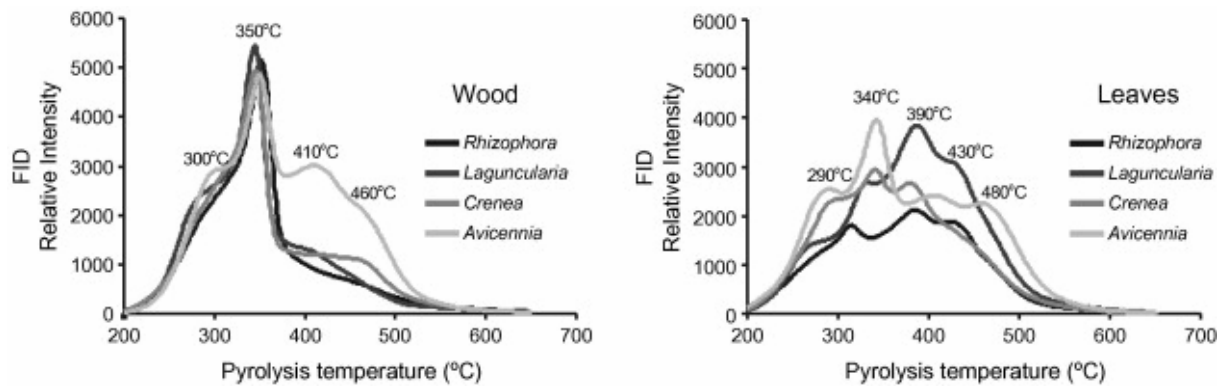 6000
5000
4000
3000
2000
1000
0
FID
Relative Intensity
350°C
300°C
410°C
460°C
Wood
Rhizophora
Laguncularia
Crenea
Avicennia
200 300 400 500 600 700
Pyrolysis temperature (ºC)
6000
5000
4000
3000
2000
1000
0
FID
Relative Intensity
340°C
390°C
290°C
430°C
480°C
Leaves
Rhizophora
Laguncularia
Crenea
Avicennia
200 300 400 500 600 700
Pyrolysis temperature (ºC)